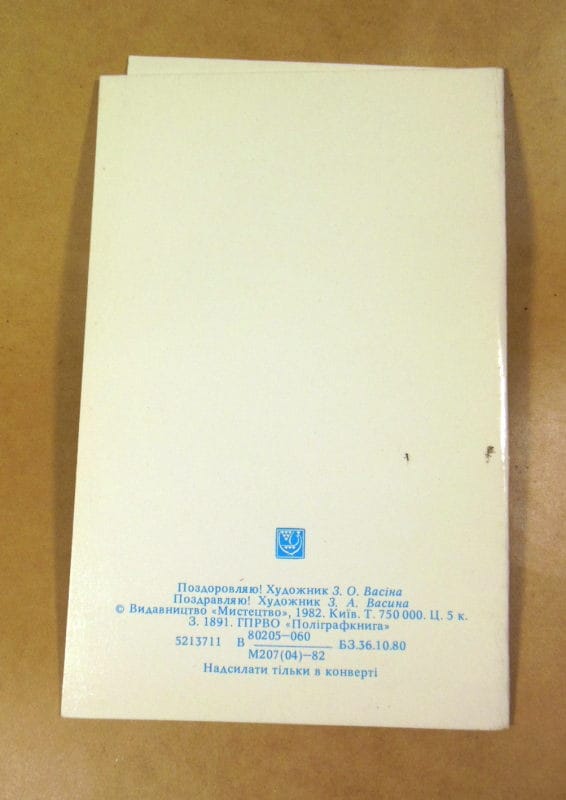 Поздоровляю! Художник З. О. Васіна
Поздравляю! Художник З. А. Васина
© Видавництво «Мистецтво», 1982. Київ. Т. 750 000. Ц. 5 к.
З. 1891. ГПРВО «Поліграфкнига»
80205—060
5213711 В БЗ.36.10.80
М207(04)—82
Надсилати тільки в конверті